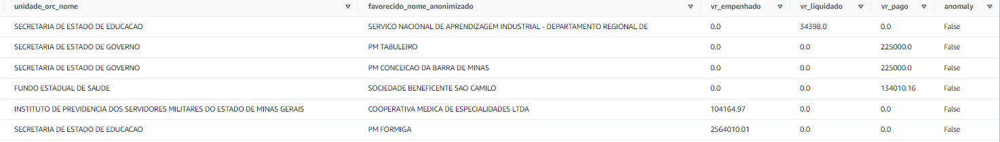 unidade_orc_nome favorecido_nome_anonimizado vr_empenhado vr_liquidado vr_pago anomaly
SECRETARIA DE ESTADO DE EDUCACAO SERVICO NACIONAL DE APRENDIZAGEM INDUSTRIAL - DEPARTAMENTO REGIONAL DE 0.0 34398.0 0.0 False
SECRETARIA DE ESTADO DE GOVERNO PM TABULEIRO 0.0 0.0 225000.0 False
SECRETARIA DE ESTADO DE GOVERNO PM CONCEICAO DA BARRA DE MINAS 0.0 0.0 225000.0 False
FUNDO ESTADUAL DE SAUDE SOCIEDADE BENEFICENTE SAO CAMILO 0.0 0.0 134010.16 False
INSTITUTO DE PREVIDENCIA DOS SERVIDORES MILITARES DO ESTADO DE MINAS GERAIS COOPERATIVA MEDICA DE ESPECIALIDADES LTDA 104164.97 0.0 0.0 False
SECRETARIA DE ESTADO DE EDUCACAO PM FORMIGA 2564010.01 0.0 0.0 False